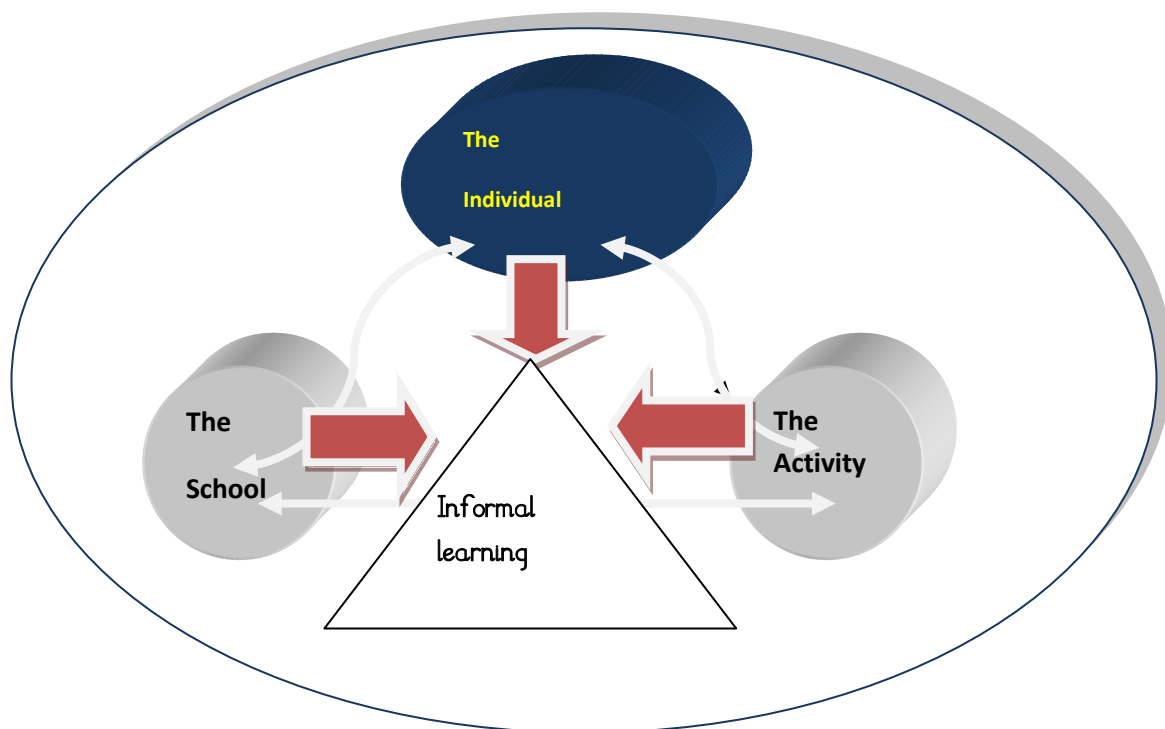 The
Individual
The
School
The
Activity
Informal
learning